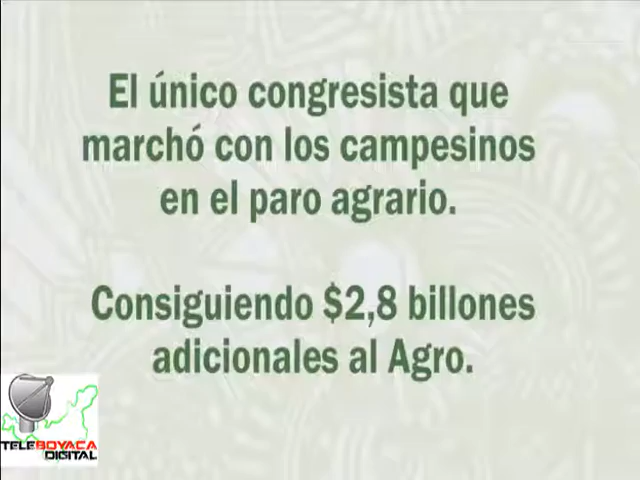 El único congresista que
marchó con los campesinos
en el paro agrario.
Consiguiendo $2,8 billones
adicionales al Agro.
TELEBOYACA
DIGITAL